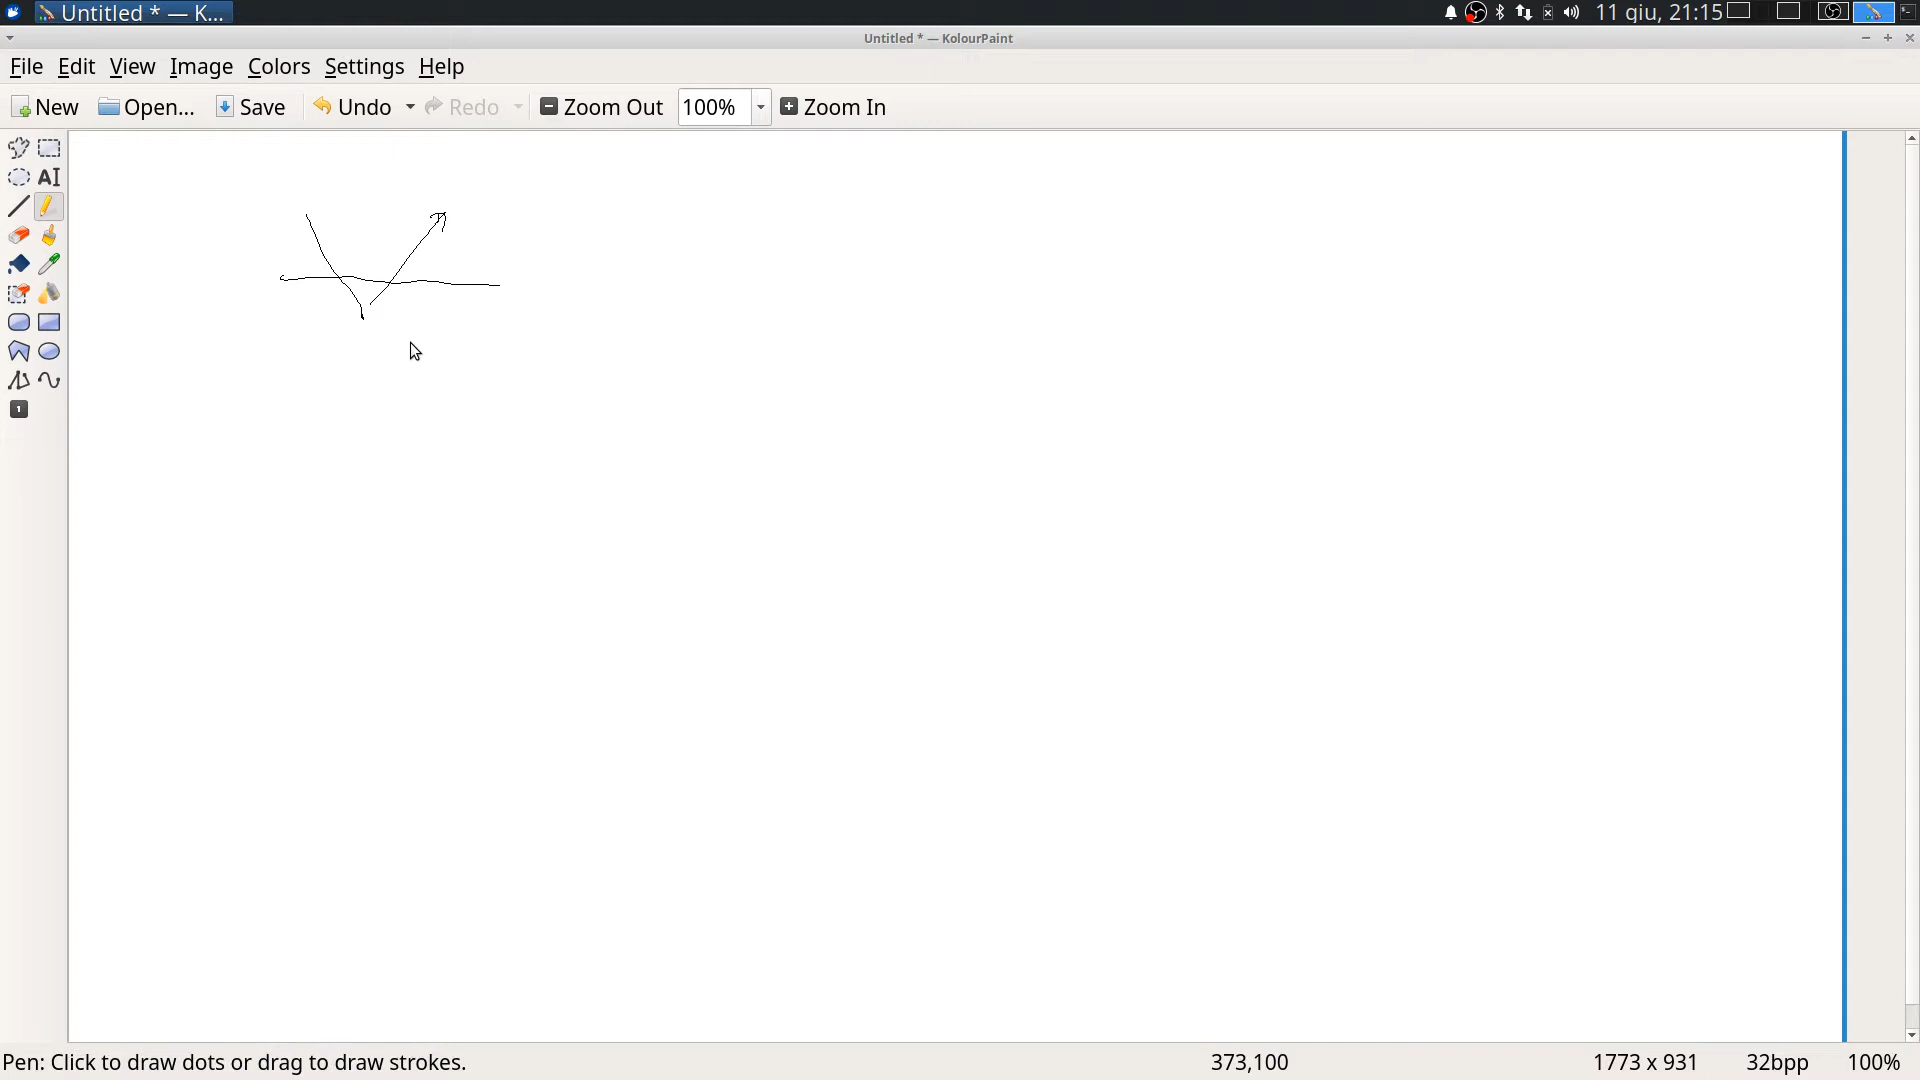 Untitled * — K...
11 giu, 21:15
Untitled * — KolourPaint
File Edit View Image Colors Settings Help
New Open... Save Undo Redo Zoom Out 100% Zoom In
AI
1
Pen: Click to draw dots or drag to draw strokes. 373,100 1773 x 931 32bpp 100%